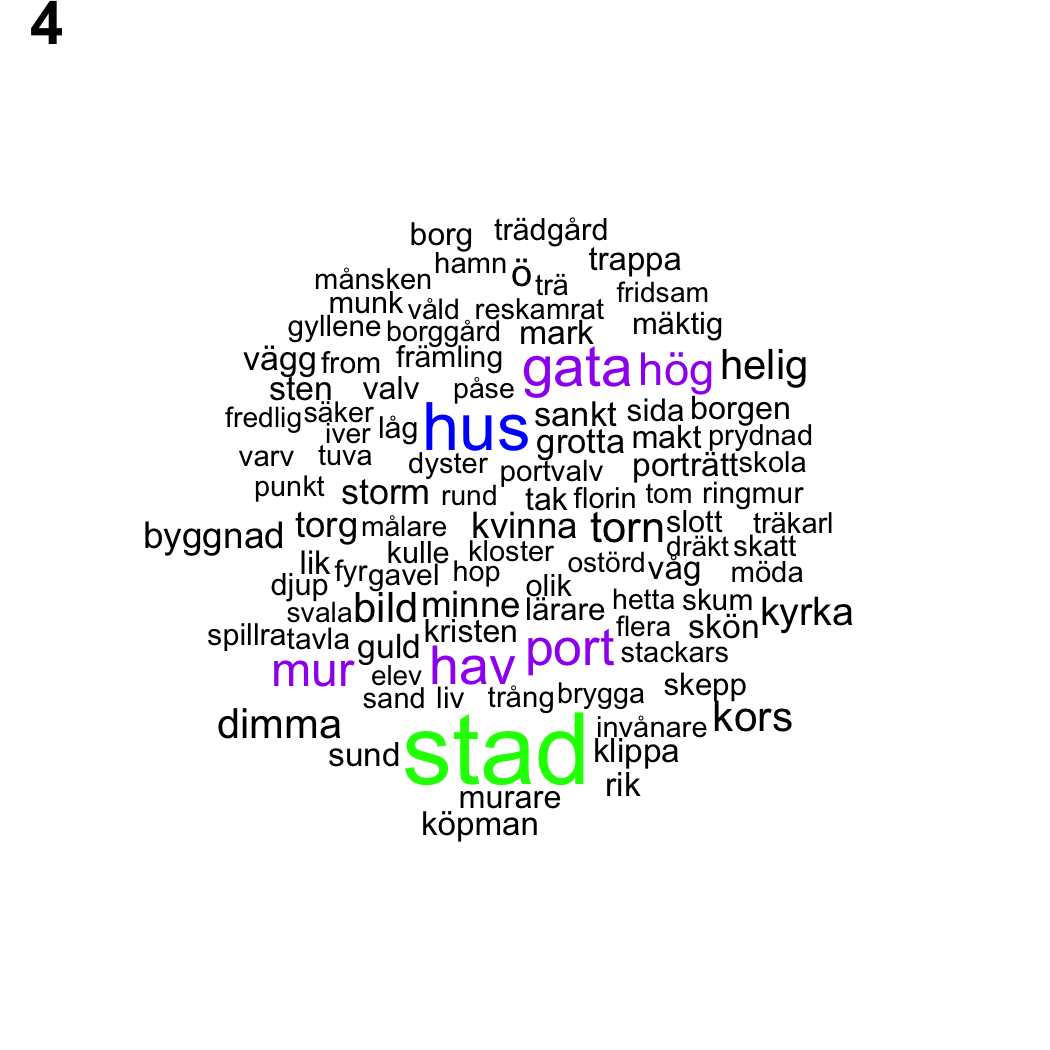 4
borg trädgård
hamn ö trappa
månsken trä fridsam
munk våld reskamrat
gyllene borggård mark mäktig
vägg from främling gata hög helig
sten valv påse
fredlig säker hus sankt sida borgen
iver låg grotta makt prydnad
varv tuva dyster portvalv porträtt skola
punkt storm rund tak florin tom ringmur
byggnad torg målare kvinna torn slott träkarl
kulle kloster dräkt skatt
lik fyr gavel hop ostörd våg möda
djup olik
svala bild minne lärare hetta skum kyrka
spillra tavla guld kristen port flera skön
mur elev hav stackars
sand liv trång brygga skepp
dimma stad invånare kors
sund klippa
murare rik
köpman